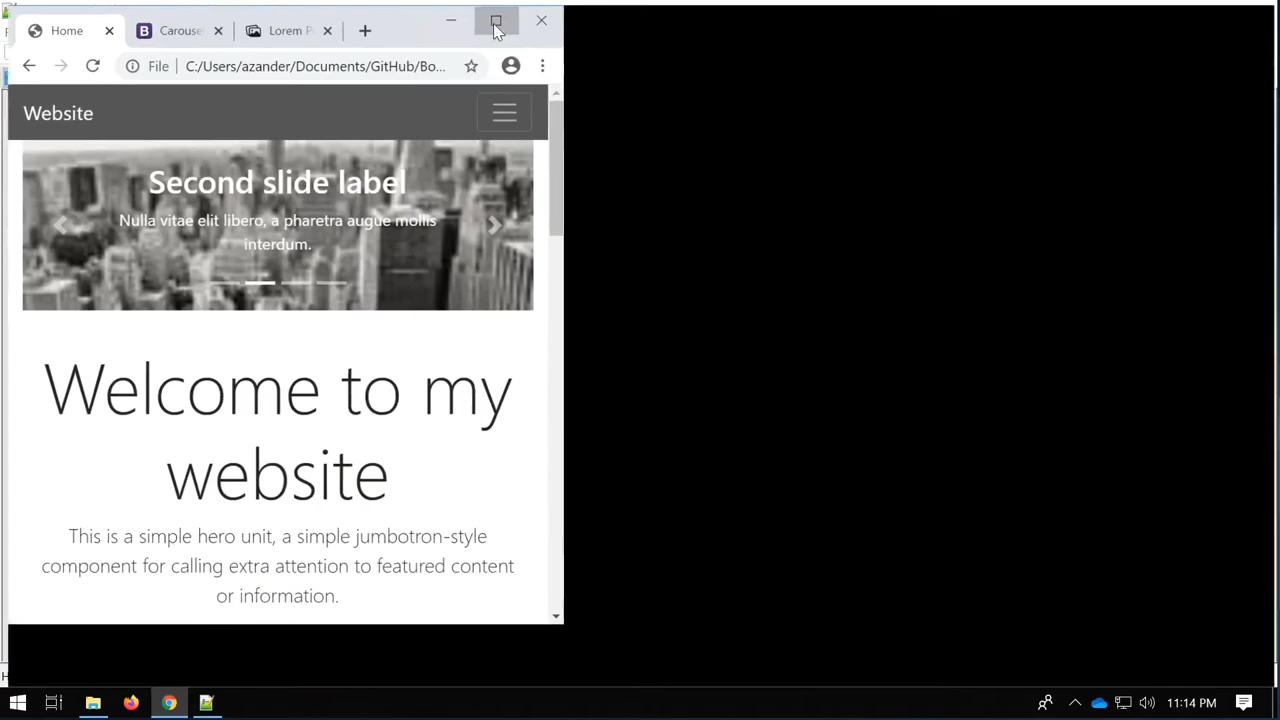 Home
Carouse
Lorem P
File
C:/Users/azander/Documents/GitHub/Bo...
Website
Second slide label
Nulla vitae elit libero, a pharetra augue mollis
interdum.
Welcome to my
website
This is a simple hero unit, a simple jumbotron-style
component for calling extra attention to featured content
or information.
11:14 PM